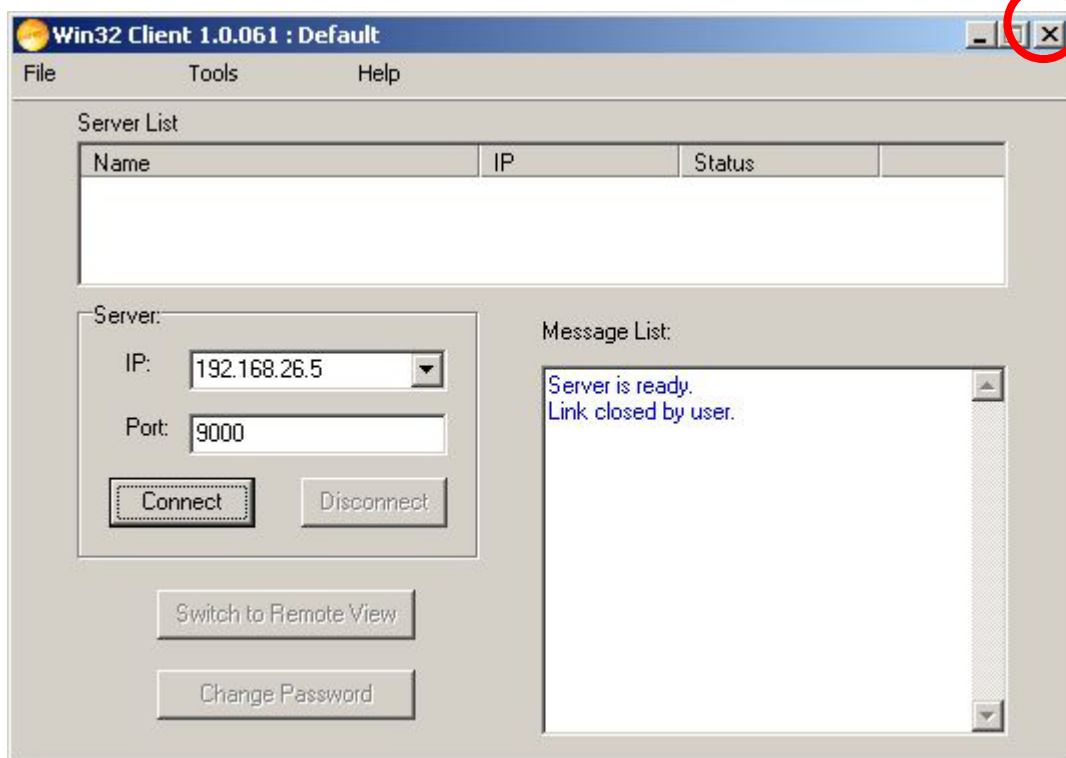 Win32 Client 1.0.061 : Default
File Tools Help
Server List
Name IP Status
Server:
IP: 192.168.26.5
Port: 9000
Connect Disconnect
Switch to Remote View
Change Password
Message List:
Server is ready.
Link closed by user.